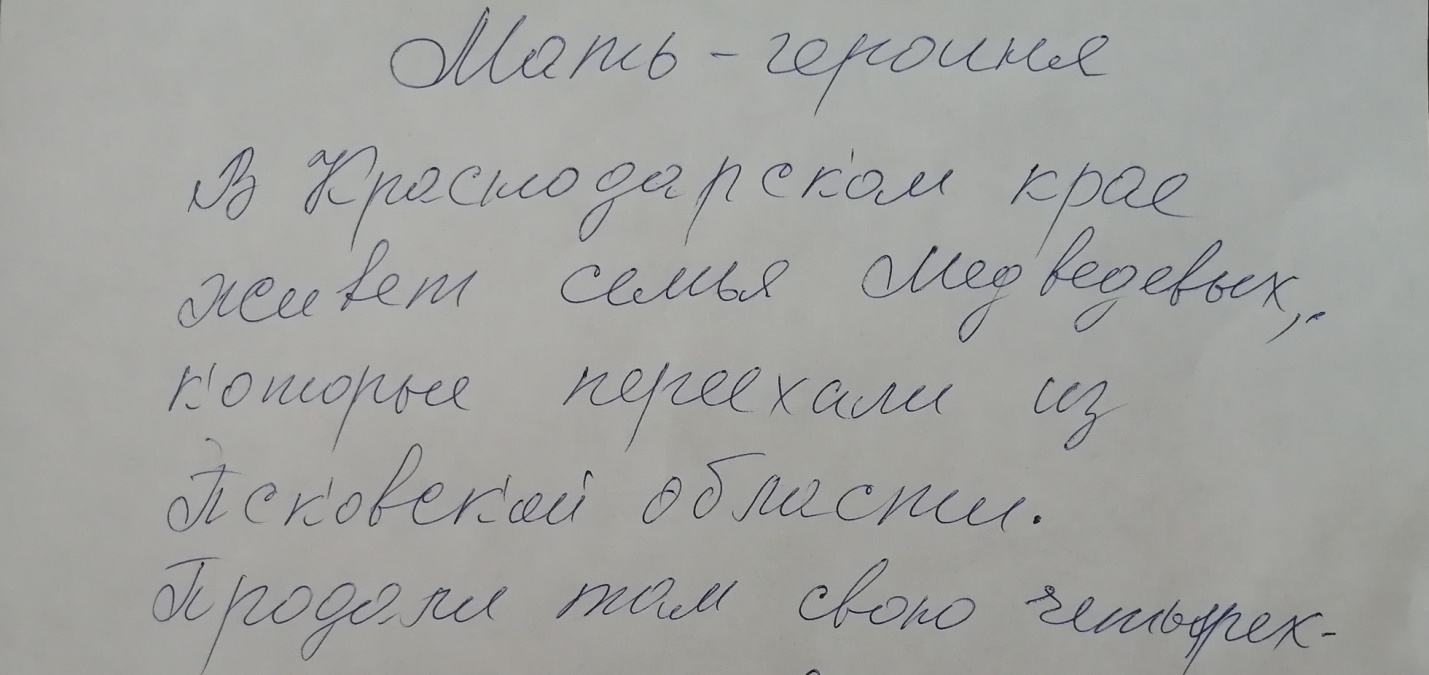 Мать - героиня
В Краснодарском крае
живет семья Медведевых,
которые переехали из
Псковской области.
Продали там свою четырех-